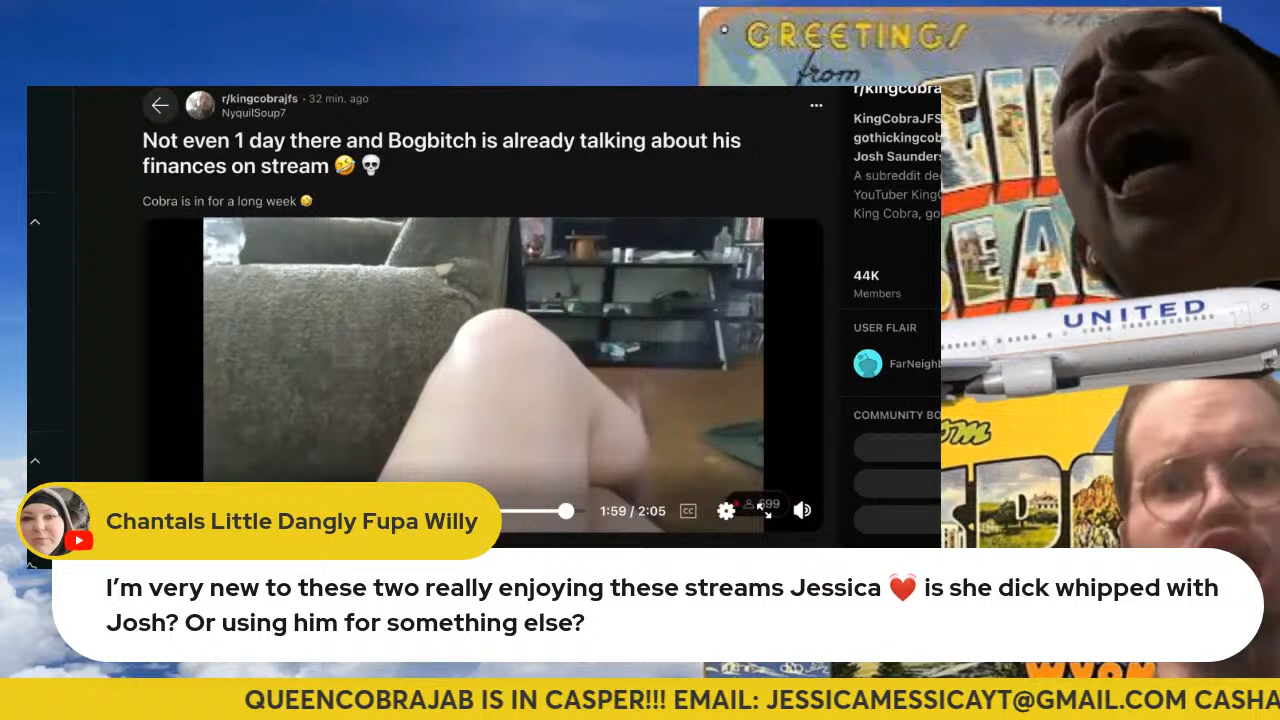 GREETINGS
from
r/kingcobrajfs · 32 min. ago
NyquilSoup7
Not even 1 day there and Bogbitch is already talking about his
finances on stream 🤣 💀
Cobra is in for a long week 🤣
r/kingcobra
KingCobraJFS
gothickingcob
Josh Saunders
A subreddit de
YouTuber King
King Cobra, go
44K
Members
USER FLAIR
FarNeighb
COMMUNITY BO
UNITED
1:59 / 2:05
CC
599
Chantals Little Dangly Fupa Willy
I’m very new to these two really enjoying these streams Jessica ❤️ is she dick whipped with
Josh? Or using him for something else?
QUEENCOBRAJAB IS IN CASPER!!! EMAIL: JESSICAMESSICAYT@GMAIL.COM CASHA